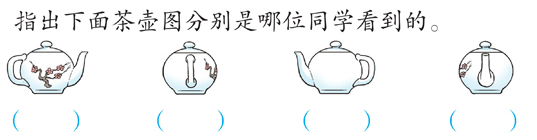 指出下面茶壶图分别是哪位同学看到的。
(    ) (    ) (    ) (    )